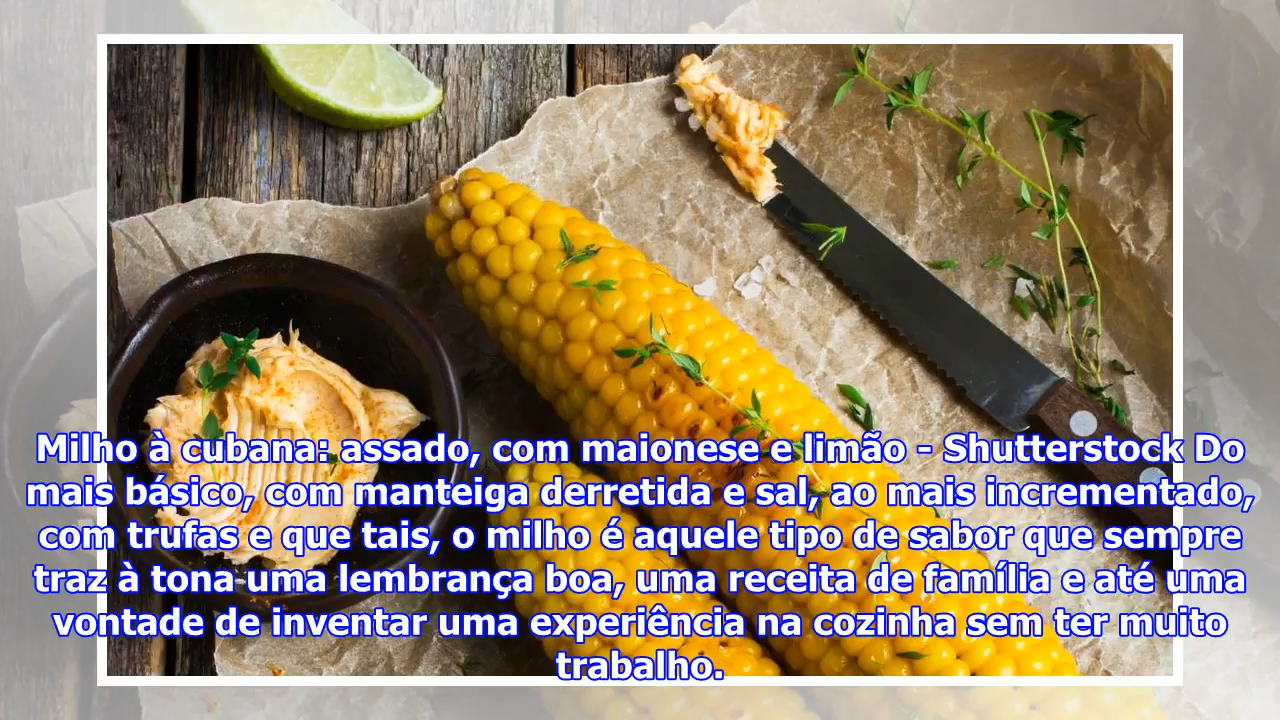 Milho à cubana: assado, com maionese e limão - Shutterstock Do
mais básico, com manteiga derretida e sal, ao mais incrementado,
com trufas e que tais, o milho é aquele tipo de sabor que sempre
traz à tona uma lembrança boa, uma receita de família e até uma
vontade de inventar uma experiência na cozinha sem ter muito
trabalho.